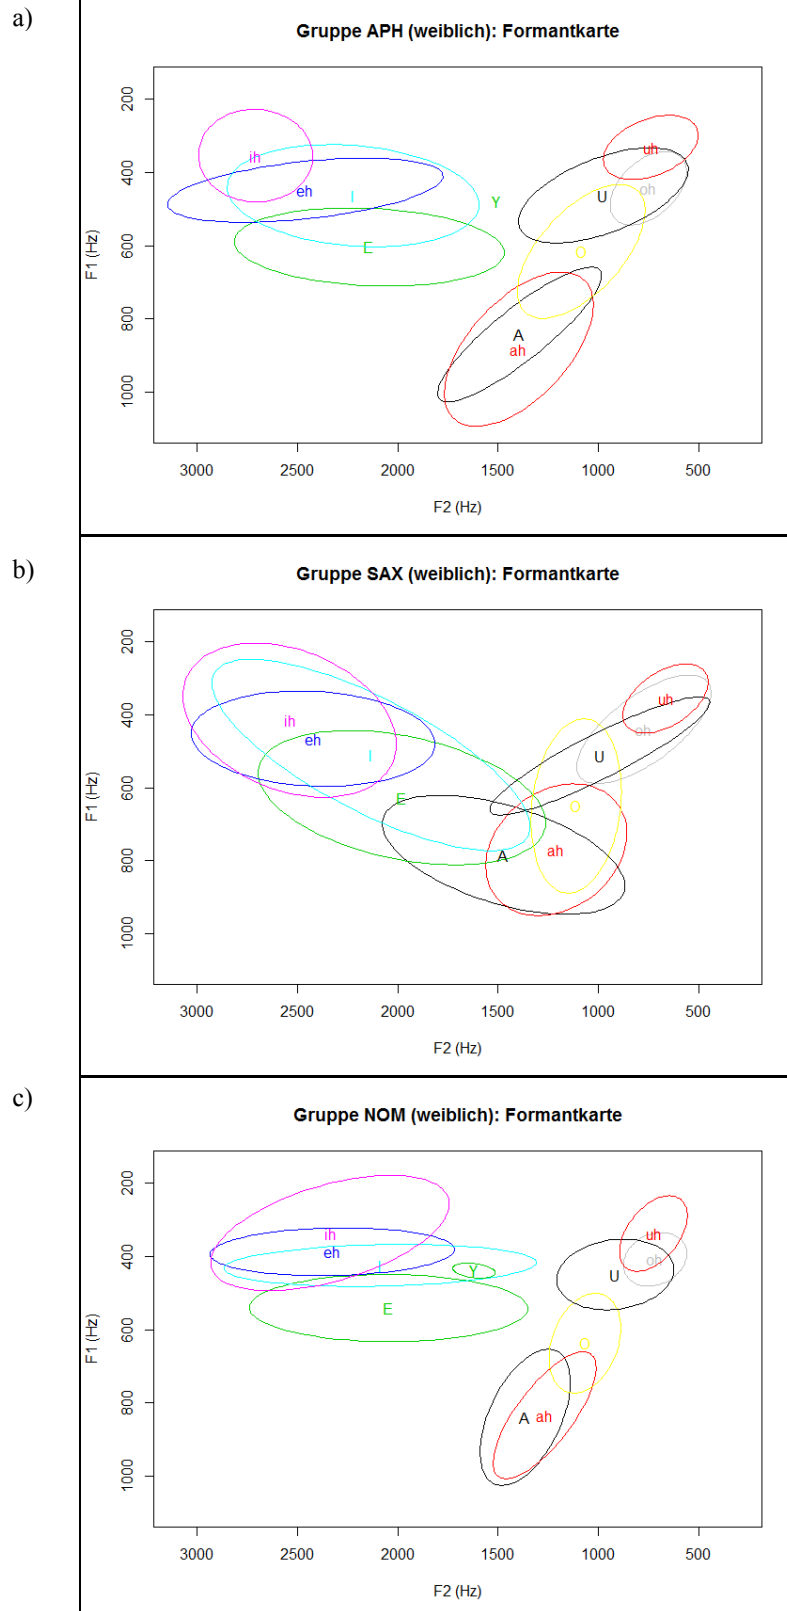 a)
Gruppe APH (weiblich): Formantkarte
F1 (Hz)
200
400
600
800
1000
ih
eh
I
Y
E
uh
U
oh
O
A
ah
3000 2500 2000 1500 1000 500
F2 (Hz)
b)
Gruppe SAX (weiblich): Formantkarte
F1 (Hz)
200
400
600
800
1000
ih
eh
I
E
uh
oh
U
O
A
ah
3000 2500 2000 1500 1000 500
F2 (Hz)
c)
Gruppe NOM (weiblich): Formantkarte
F1 (Hz)
200
400
600
800
1000
ih
eh
I
Y
E
uh
oh
U
O
A
ah
3000 2500 2000 1500 1000 500
F2 (Hz)